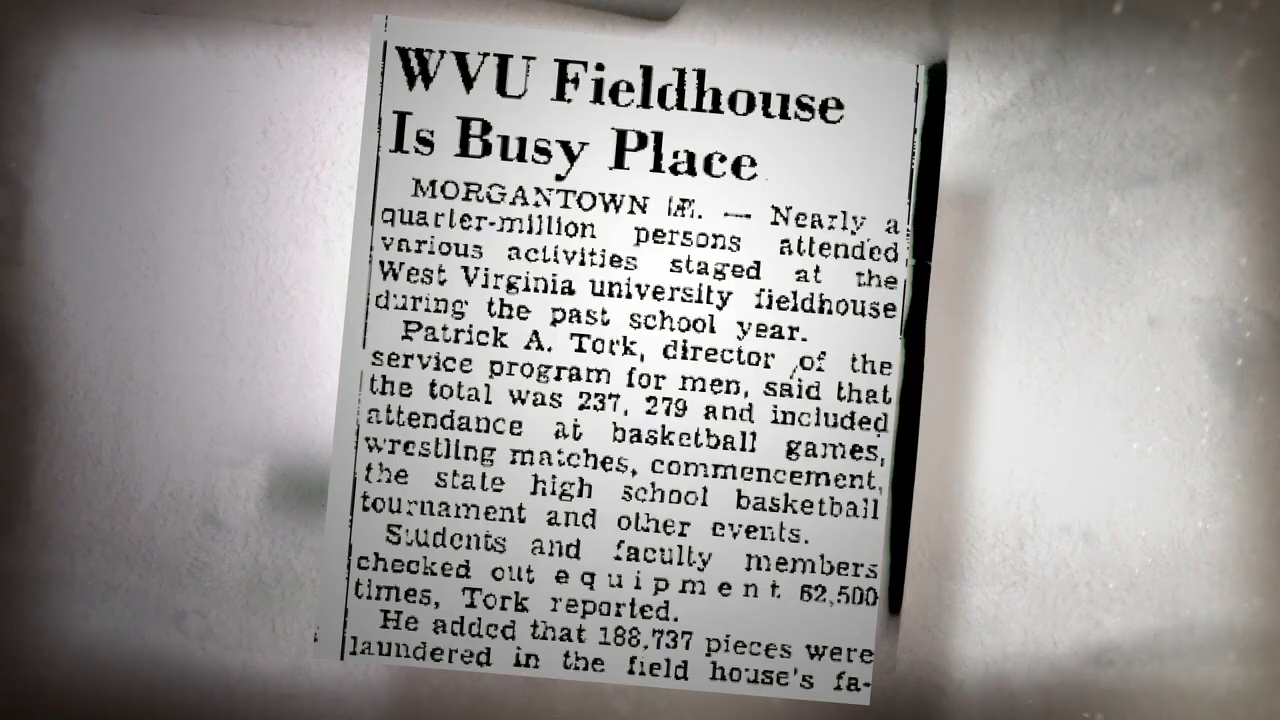 WVU Fieldhouse
Is Busy Place
MORGANTOWN (AP). — Nearly a
quarter-million persons attended
various activities staged at the
West Virginia university fieldhouse
during the past school year.
Patrick A. Tork, director of the
service program for men, said that
the total was 237, 279 and included
attendance at basketball games,
wrestling matches, commencement,
the state high school basketball
tournament and other events.
Students and faculty members
checked out equipment 62,500
times, Tork reported.
He added that 188,737 pieces were
laundered in the field house's fa-